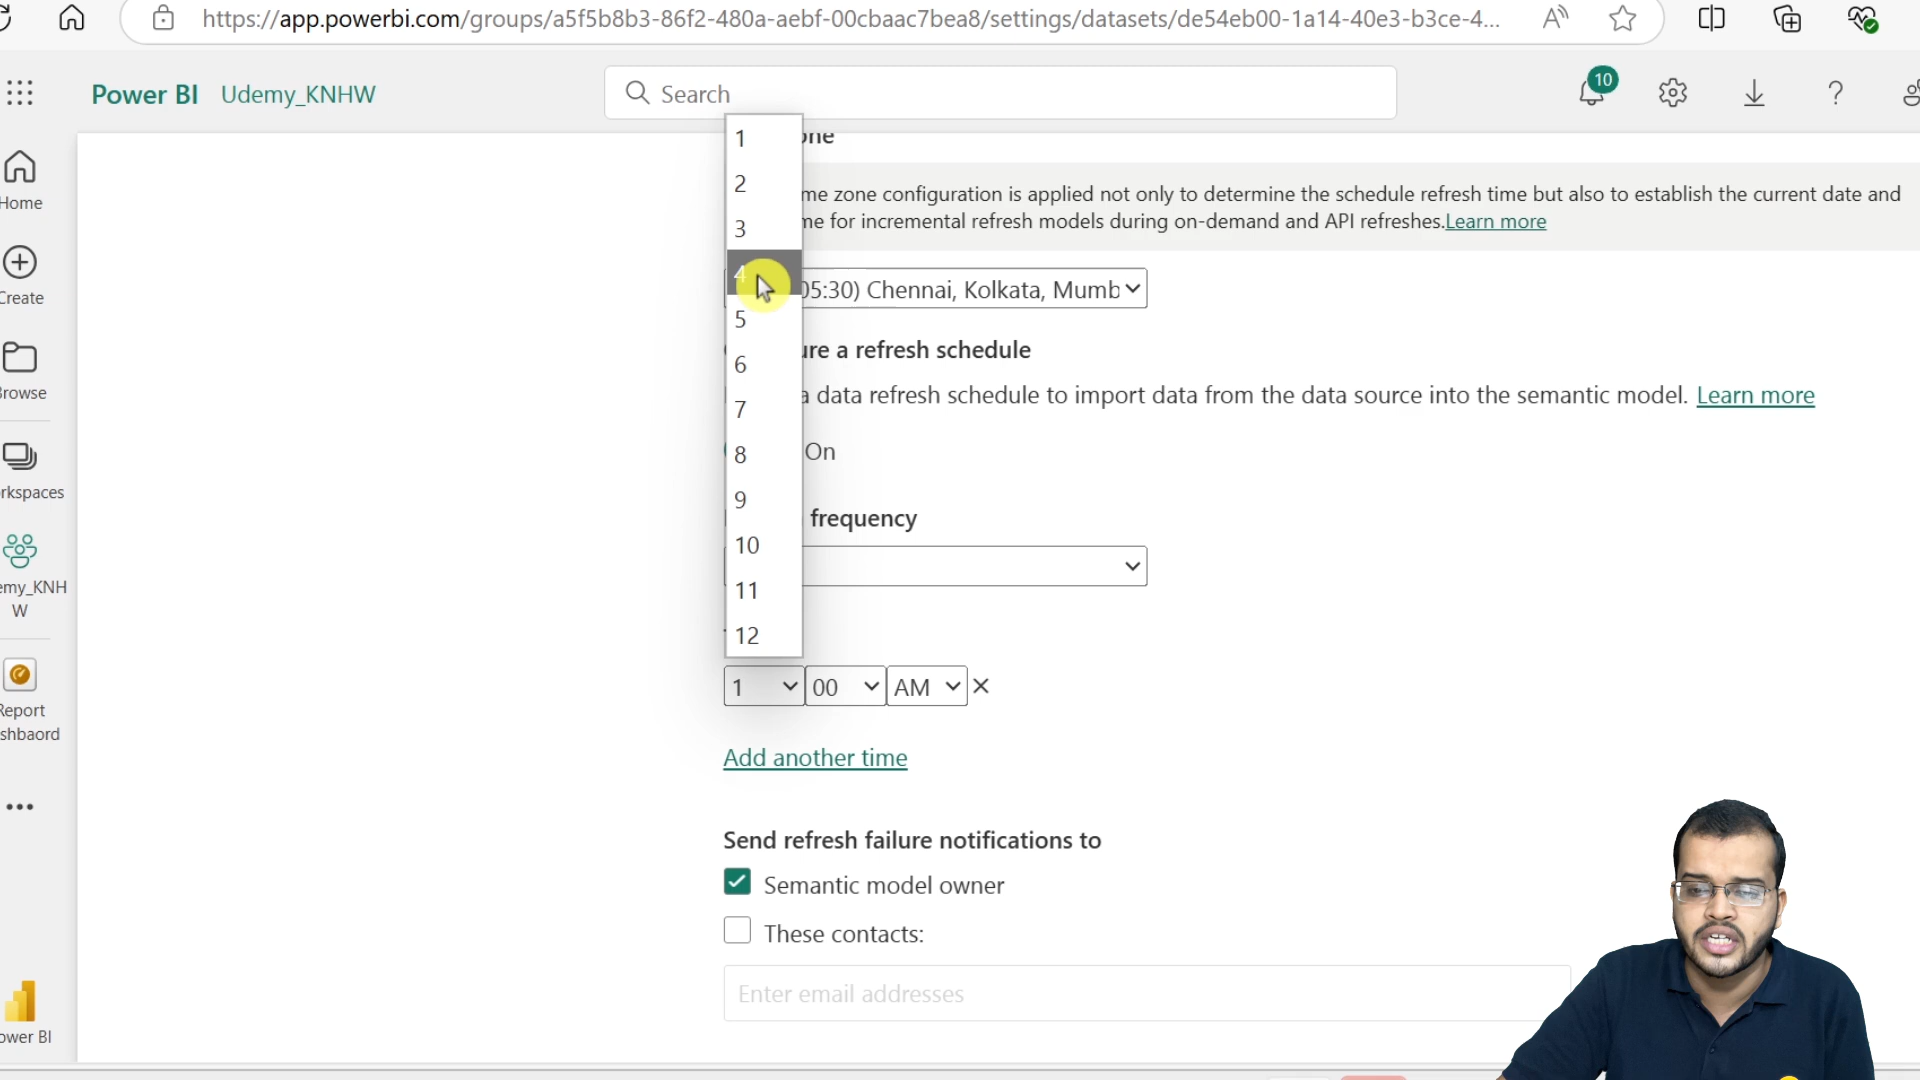 https://app.powerbi.com/groups/a5f5b8b3-86f2-480a-aebf-00cbaac7bea8/settings/datasets/de54eb00-1a14-40e3-b3ce-4...
Power BI Udemy_KNHW
Search
10
1
2
3
4
5
6
7
8
9
10
11
12
me zone configuration is applied not only to determine the schedule refresh time but also to establish the current date and
me for incremental refresh models during on-demand and API refreshes.Learn more
05:30) Chennai, Kolkata, Mumb
ure a refresh schedule
a data refresh schedule to import data from the data source into the semantic model. Learn more
On
frequency
1 00 AM
Add another time
Send refresh failure notifications to
Semantic model owner
These contacts:
Enter email addresses
Home
Create
Browse
rkspaces
emy_KNH
W
Report
shbaord
ower BI